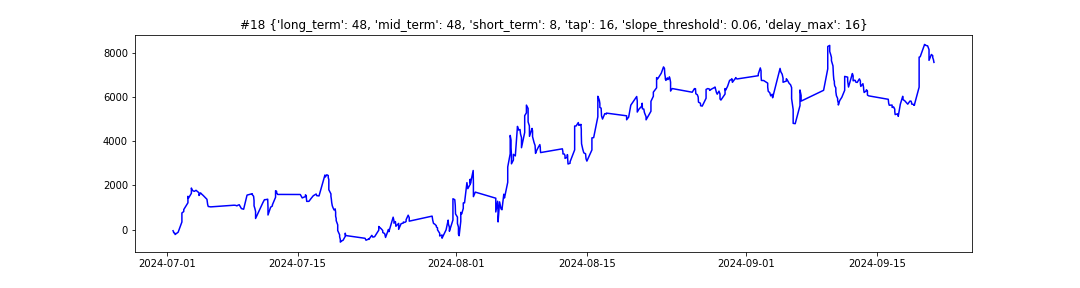 #18 {'long_term': 48, 'mid_term': 48, 'short_term': 8, 'tap': 16, 'slope_threshold': 0.06, 'delay_max': 16}
8000
6000
4000
2000
0
2024-07-01 2024-07-15 2024-08-01 2024-08-15 2024-09-01 2024-09-15